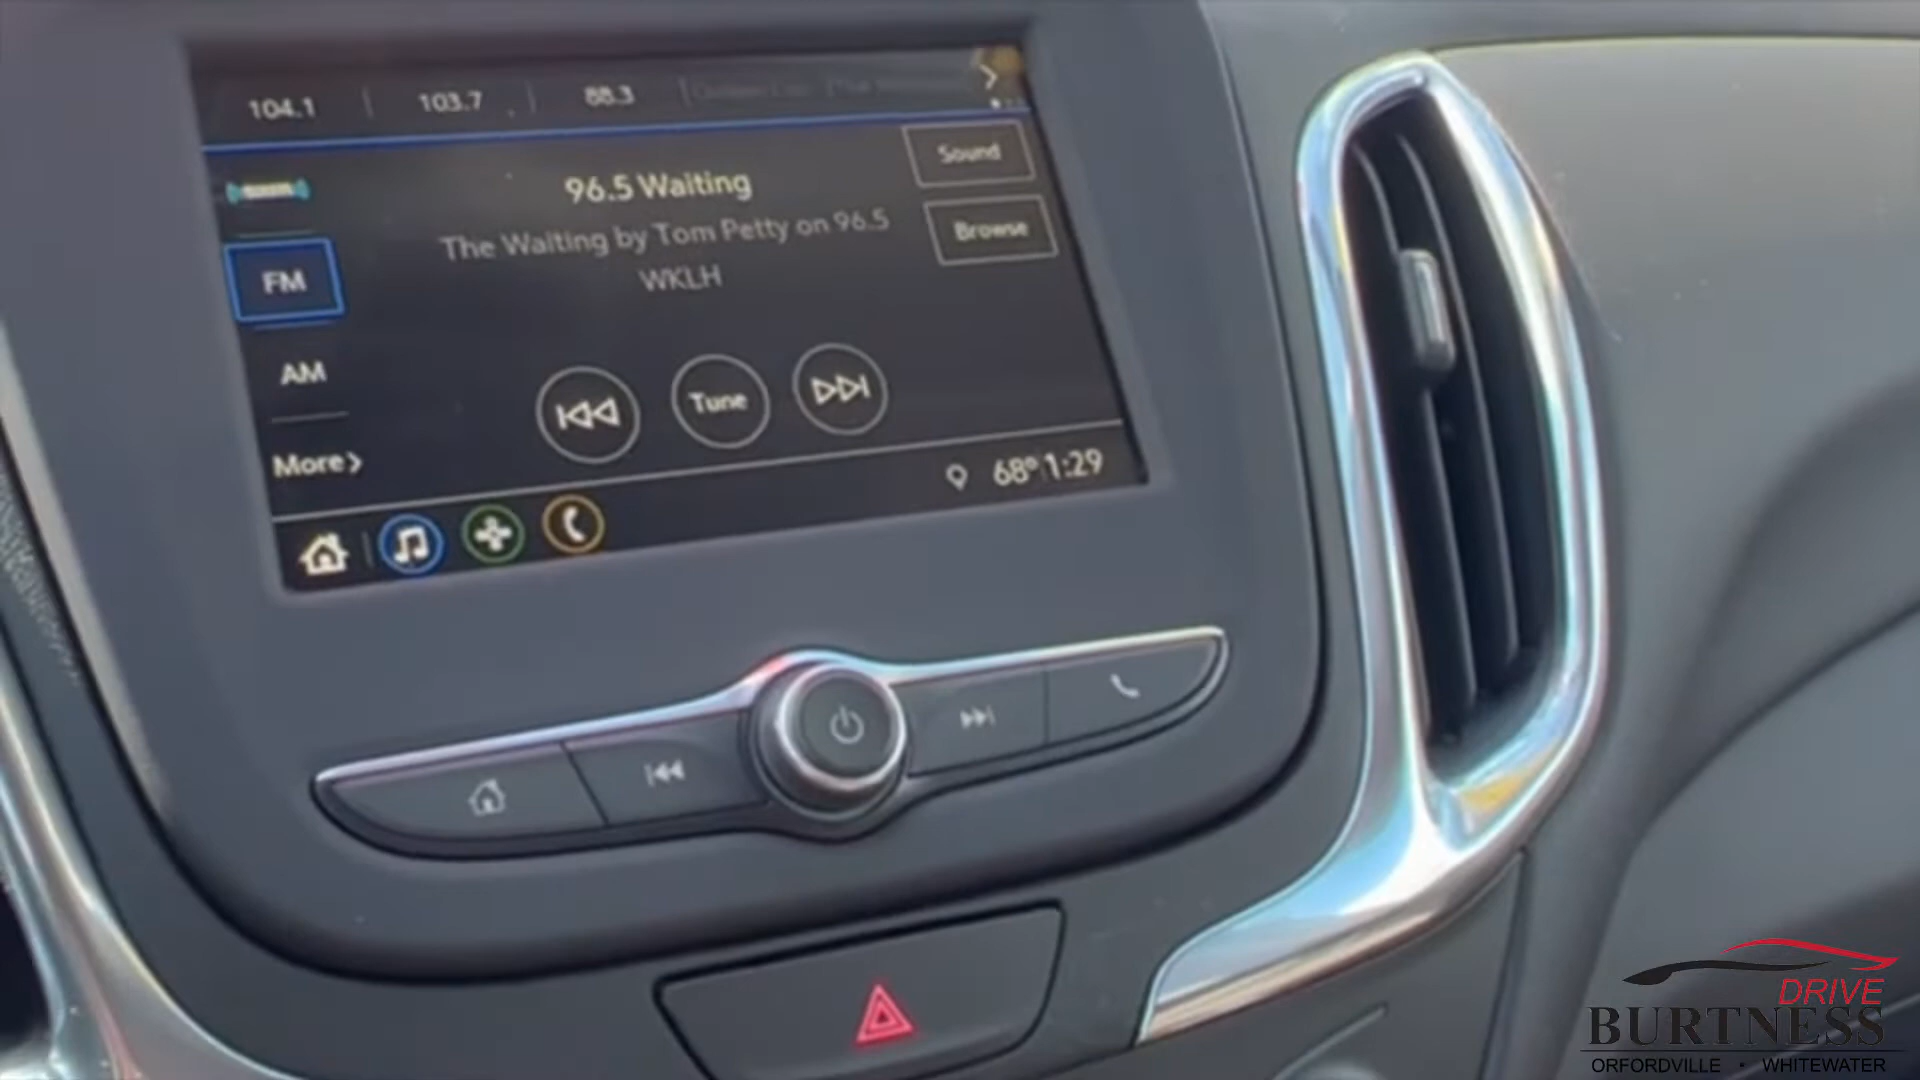 104.1 103.7 88.3
Sound
96.5 Waiting
The Waiting by Tom Petty on 96.5
WKLH
Browse
FM
AM
Tune
More
68° 1:29
DRIVE
BURTNESS
ORFORDVILLE • WHITEWATER